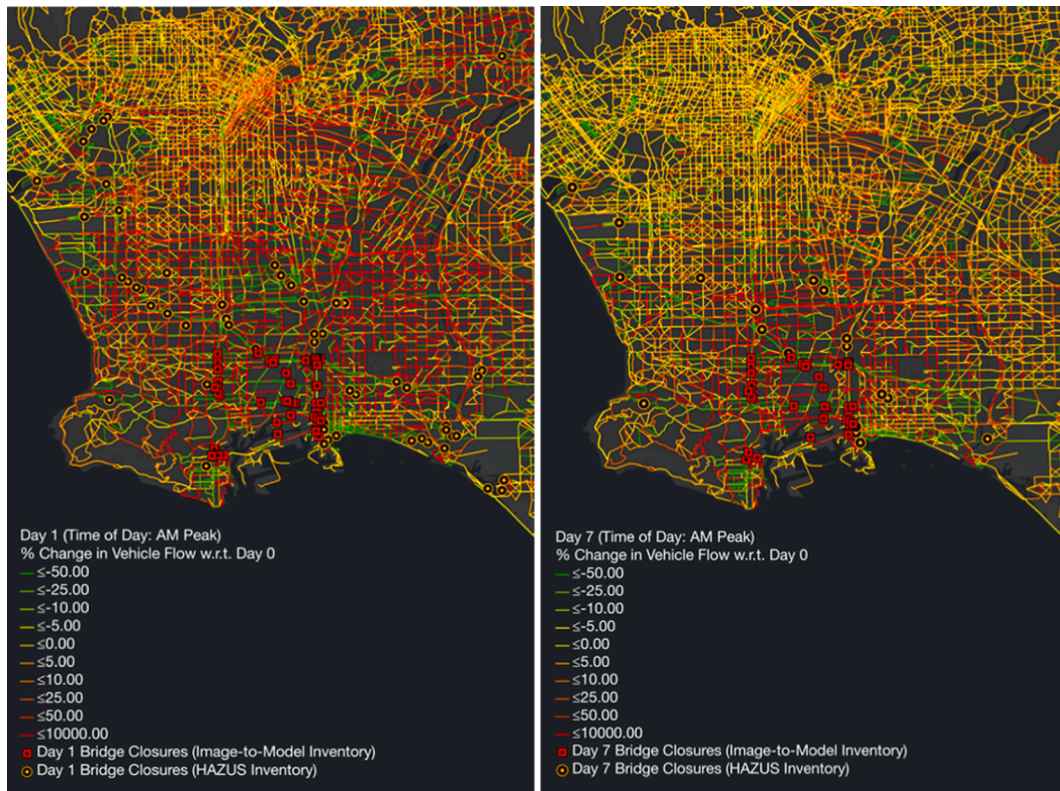 Day 1 (Time of Day: AM Peak)
% Change in Vehicle Flow w.r.t. Day 0
≤-50.00
≤-25.00
≤-10.00
≤-5.00
≤0.00
≤5.00
≤10.00
≤25.00
≤50.00
≤10000.00
Day 1 Bridge Closures (Image-to-Model Inventory)
Day 1 Bridge Closures (HAZUS Inventory)
Day 7 (Time of Day: AM Peak)
% Change in Vehicle Flow w.r.t. Day 0
≤-50.00
≤-25.00
≤-10.00
≤-5.00
≤0.00
≤5.00
≤10.00
≤25.00
≤50.00
≤10000.00
Day 7 Bridge Closures (Image-to-Model Inventory)
Day 7 Bridge Closures (HAZUS Inventory)